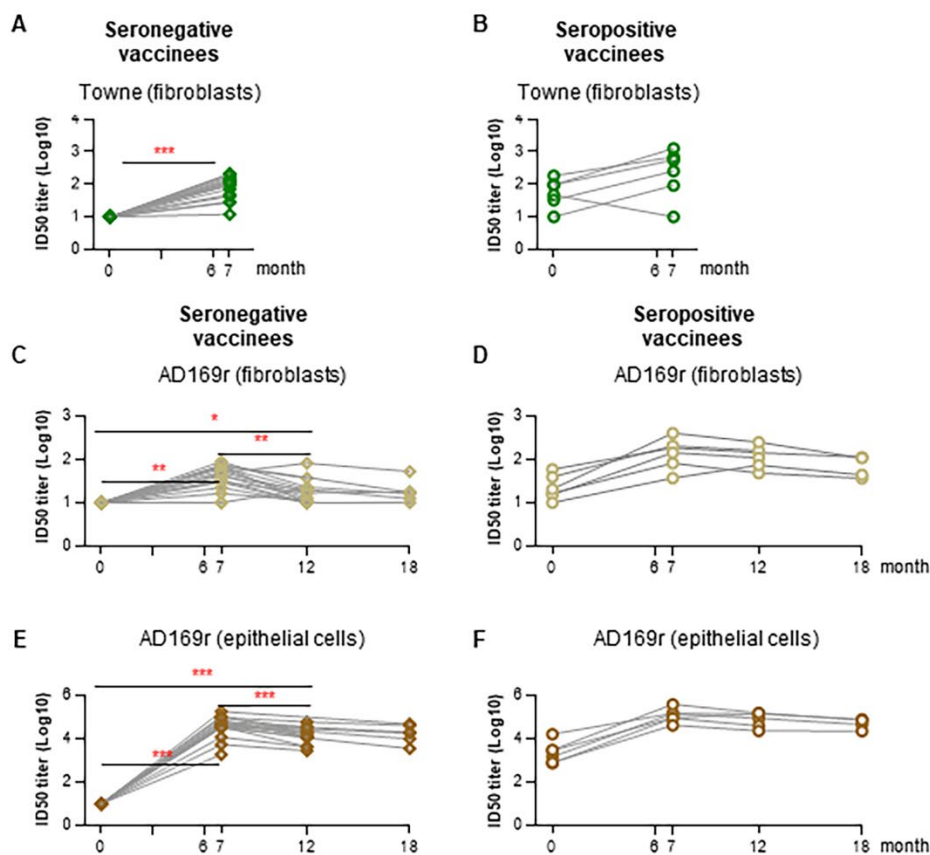 A
Seronegative
vaccinees
Towne (fibroblasts)
ID50 titer (Log10)
4
3
2
1
0
***
0
6 7
month
B
Seropositive
vaccinees
Towne (fibroblasts)
ID50 titer (Log10)
4
3
2
1
0
0
6 7
month
C
Seronegative
vaccinees
AD169r (fibroblasts)
ID50 titer (Log10)
3
2
1
0
*
**
**
0
6 7
12
18
D
Seropositive
vaccinees
AD169r (fibroblasts)
ID50 titer (Log10)
3
2
1
0
0
6 7
12
18
month
E
AD169r (epithelial cells)
ID50 titer (Log10)
6
4
2
0
***
***
***
0
6 7
12
18
F
AD169r (epithelial cells)
ID50 titer (Log10)
6
4
2
0
0
6 7
12
18
month